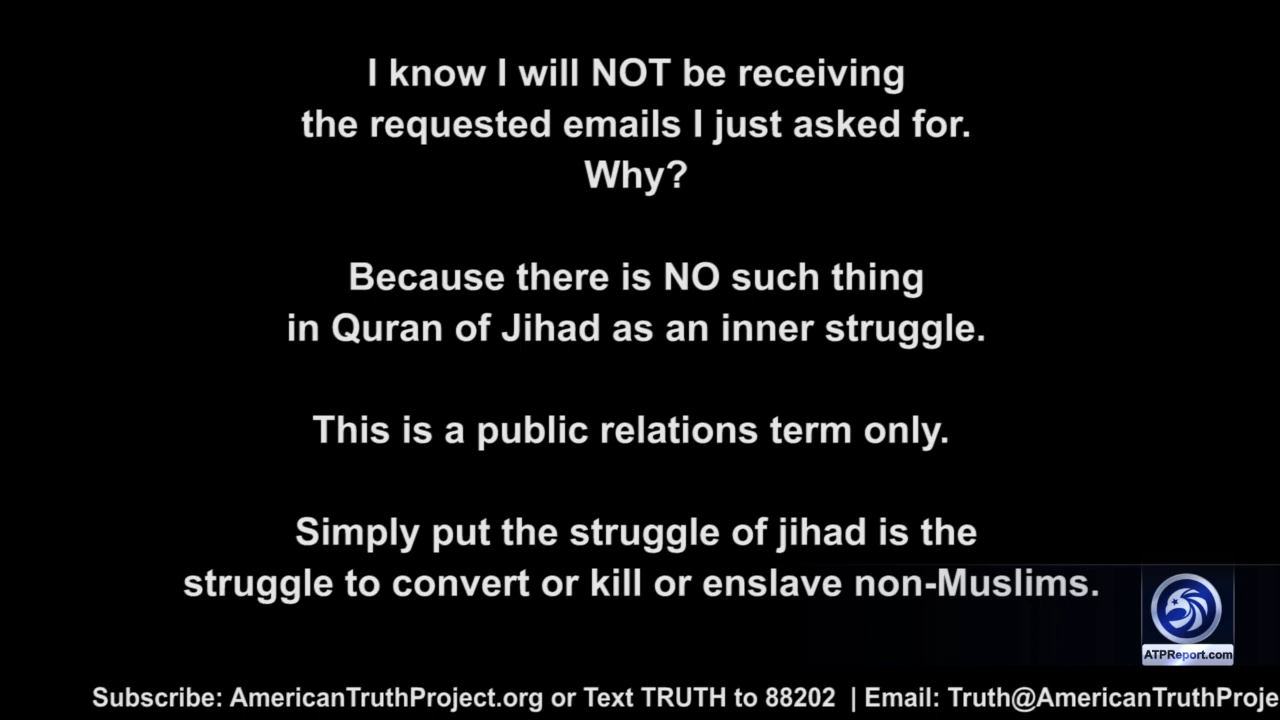 I know I will NOT be receiving
the requested emails I just asked for.
Why?
Because there is NO such thing
in Quran of Jihad as an inner struggle.
This is a public relations term only.
Simply put the struggle of jihad is the
struggle to convert or kill or enslave non-Muslims.
ATPReport.com
Subscribe: AmericanTruthProject.org or Text TRUTH to 88202 | Email: Truth@AmericanTruthProje